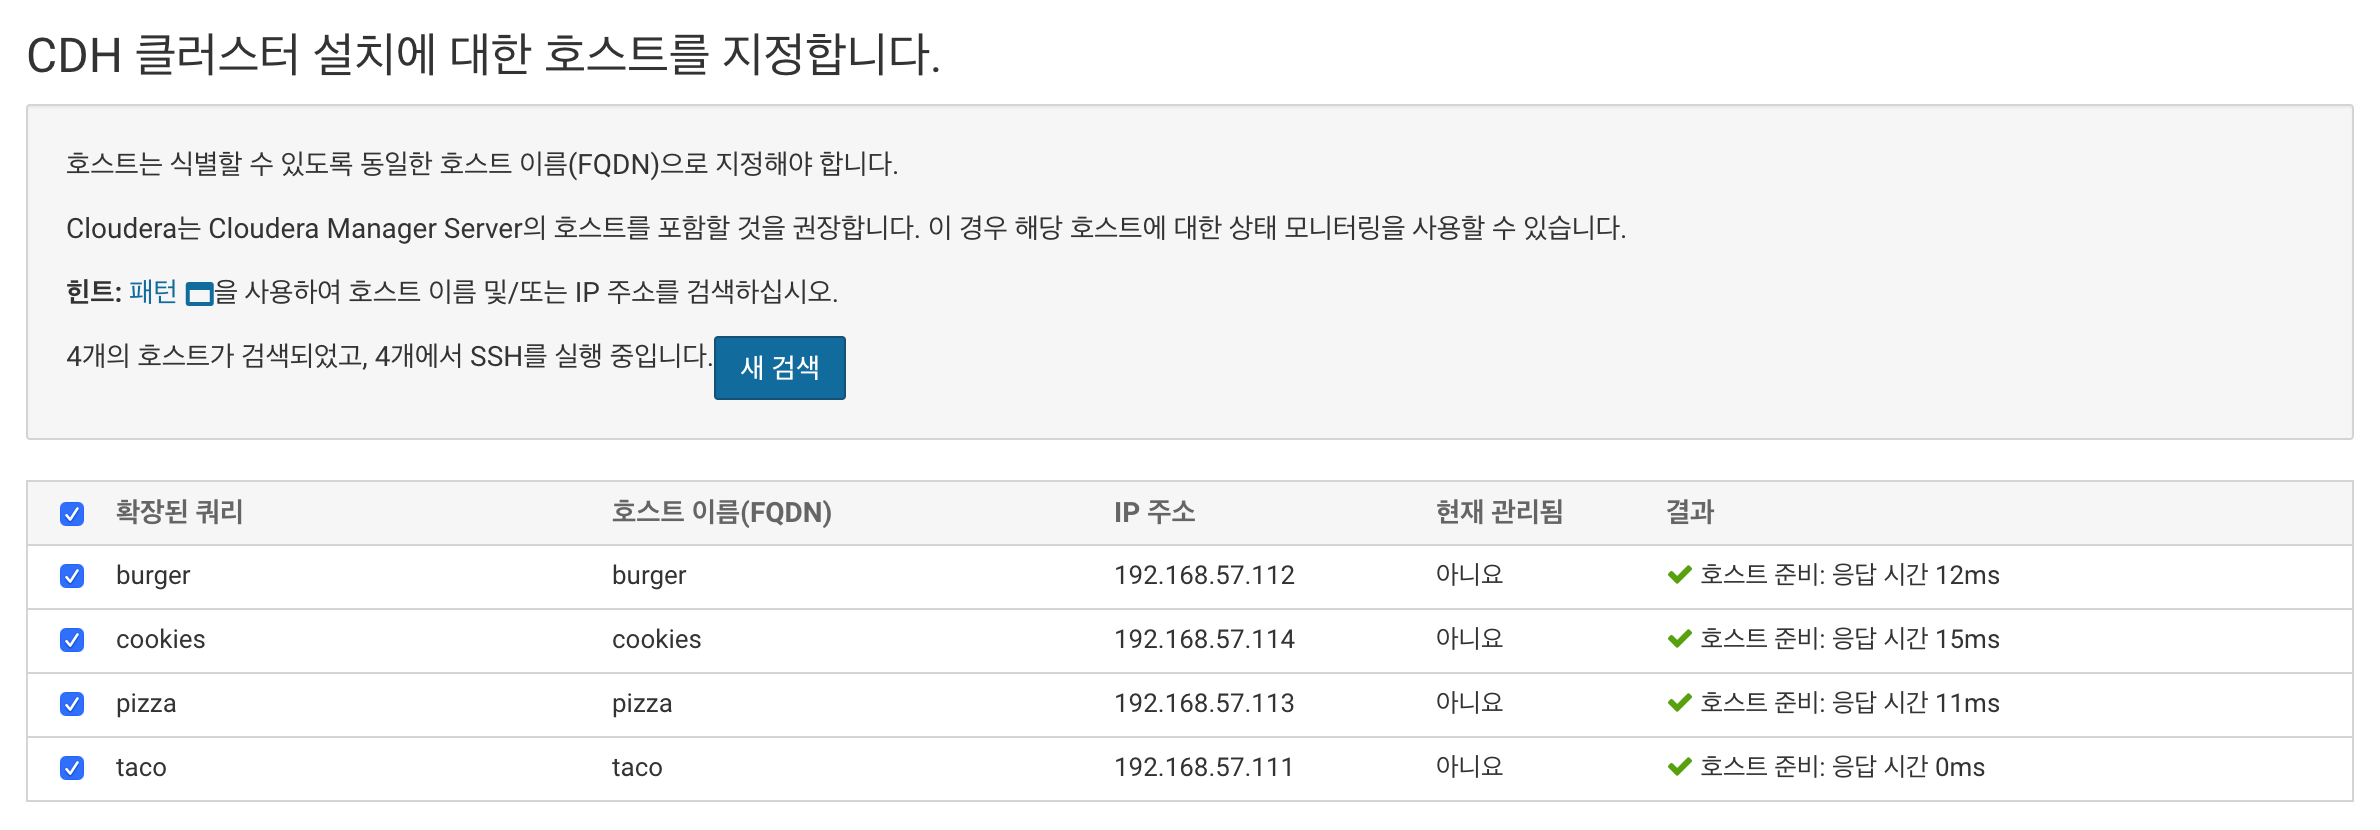 CDH 클러스터 설치에 대한 호스트를 지정합니다.
호스트는 식별할 수 있도록 동일한 호스트 이름(FQDN)으로 지정해야 합니다.
Cloudera는 Cloudera Manager Server의 호스트를 포함할 것을 권장합니다. 이 경우 해당 호스트에 대한 상태 모니터링을 사용할 수 있습니다.
힌트: 패턴 을 사용하여 호스트 이름 및/또는 IP 주소를 검색하십시오.
4개의 호스트가 검색되었고, 4개에서 SSH를 실행 중입니다. 새 검색
확장된 쿼리 호스트 이름(FQDN) IP 주소 현재 관리됨 결과
burger burger 192.168.57.112 아니요 호스트 준비: 응답 시간 12ms
cookies cookies 192.168.57.114 아니요 호스트 준비: 응답 시간 15ms
pizza pizza 192.168.57.113 아니요 호스트 준비: 응답 시간 11ms
taco taco 192.168.57.111 아니요 호스트 준비: 응답 시간 0ms